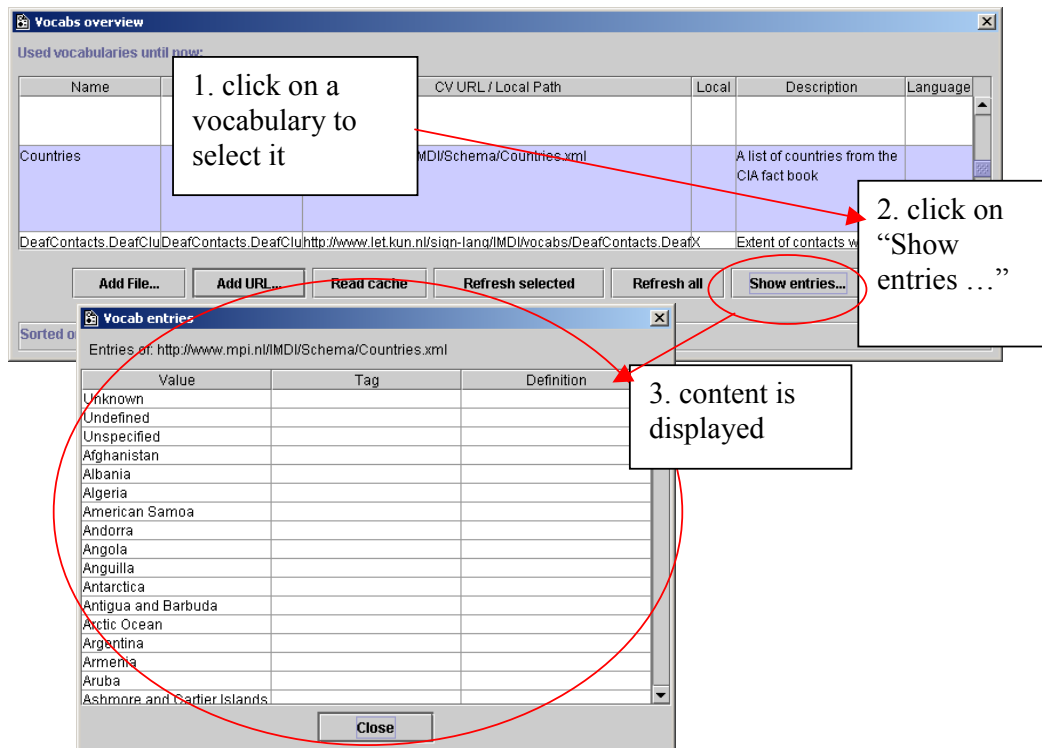 Vocabs overview
Used vocabularies until now:
Name CV URL / Local Path Local Description Language
1. click on a
vocabulary to
select it
Countries MDI/Schema/Countries.xml A list of countries from the
CIA fact book
2. click on
“Show
entries …”
DeafContacts.DeafClu DeafContacts.DeafClu http://www.let.kun.nl/sign-lang/IMDI/vocabs/DeafContacts.Deaf X Extent of contacts w
Add File... Add URL... Read cache Refresh selected Refresh all Show entries...
Sorted o
Vocab entries
Entries of: http://www.mpi.nl/IMDI/Schema/Countries.xml
Value Tag Definition
3. content is
displayed
Unknown
Undefined
Unspecified
Afghanistan
Albania
Algeria
American Samoa
Andorra
Angola
Anguilla
Antarctica
Antigua and Barbuda
Arctic Ocean
Argentina
Armenia
Aruba
Ashmore and Cartier Islands
Close